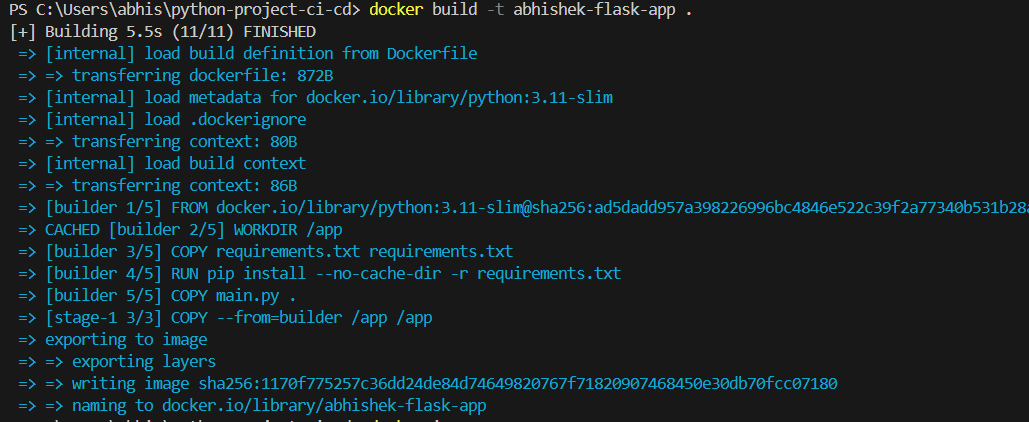 PS C:\Users\abhis\python-project-ci-cd> docker build -t abhishek-flask-app .
[+] Building 5.5s (11/11) FINISHED
=> [internal] load build definition from Dockerfile
=> => transferring dockerfile: 872B
=> [internal] load metadata for docker.io/library/python:3.11-slim
=> [internal] load .dockerignore
=> => transferring context: 80B
=> [internal] load build context
=> => transferring context: 86B
=> [builder 1/5] FROM docker.io/library/python:3.11-slim@sha256:ad5dadd957a398226996bc4846e522c39f2a77340b531b28a
=> CACHED [builder 2/5] WORKDIR /app
=> [builder 3/5] COPY requirements.txt requirements.txt
=> [builder 4/5] RUN pip install --no-cache-dir -r requirements.txt
=> [builder 5/5] COPY main.py .
=> [stage-1 3/3] COPY --from=builder /app /app
=> exporting to image
=> => exporting layers
=> => writing image sha256:1170f775257c36dd24de84d74649820767f71820907468450e30db70fcc07180
=> => naming to docker.io/library/abhishek-flask-app